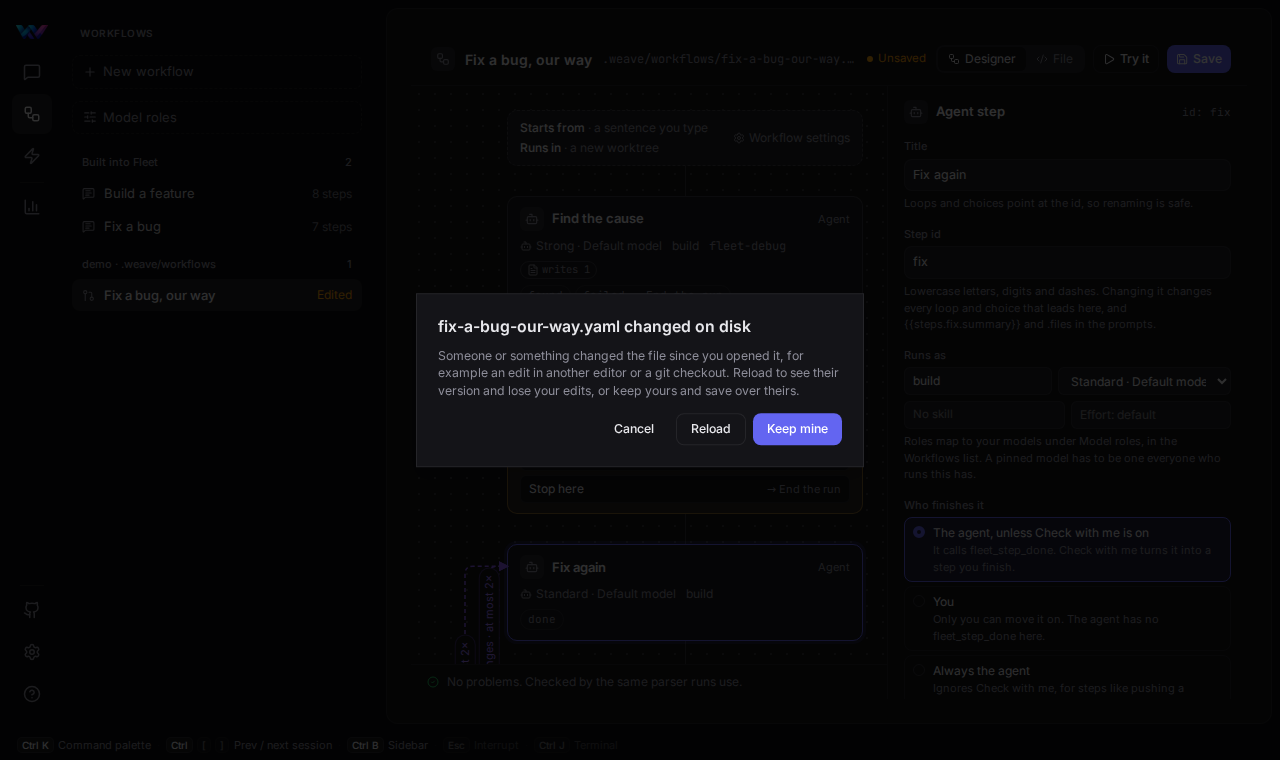 WORKFLOWS
New workflow
Model roles
Built into Fleet 2
Build a feature 8 steps
Fix a bug 7 steps
demo · .weave/workflows 1
Fix a bug, our way Edited
Fix a bug, our way .weave/workflows/fix-a-bug-our-way.… Unsaved Designer File Try it Save
Starts from · a sentence you type
Runs in · a new worktree
Workflow settings
Find the cause Agent
Strong · Default model build fleet-debug
writes 1
fix-a-bug-our-way.yaml changed on disk
Someone or something changed the file since you opened it, for
example an edit in another editor or a git checkout. Reload to see their
version and lose your edits, or keep yours and save over theirs.
Cancel Reload Keep mine
Stop here → End the run
Fix again Agent
Standard · Default model build
done
nges · at most 2×
t 2×
No problems. Checked by the same parser runs use.
Agent step id: fix
Title
Fix again
Loops and choices point at the id, so renaming is safe.
Step id
fix
Lowercase letters, digits and dashes. Changing it changes
every loop and choice that leads here, and
{{steps.fix.summary}} and .files in the prompts.
Runs as
build Standard · Default mode
No skill Effort: default
Roles map to your models under Model roles, in the
Workflows list. A pinned model has to be one everyone who
runs this has.
Who finishes it
The agent, unless Check with me is on
It calls fleet_step_done. Check with me turns it into a
step you finish.
You
Only you can move it on. The agent has no
fleet_step_done here.
Always the agent
Ignores Check with me, for steps like pushing a
Ctrl K Command palette Ctrl [ ] Prev / next session Ctrl B Sidebar Esc Interrupt Ctrl J Terminal